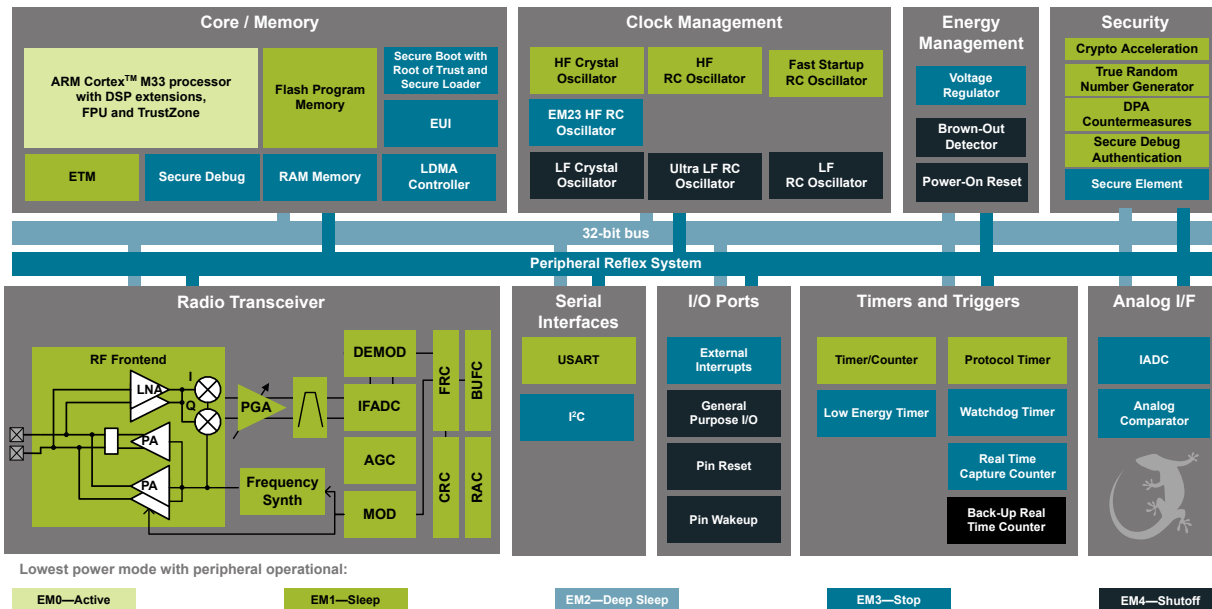 Core / Memory
ARM Cortex™ M33 processor
with DSP extensions,
FPU and TrustZone
Flash Program
Memory
Secure Boot with
Root of Trust and
Secure Loader
EUI
ETM
Secure Debug
RAM Memory
LDMA
Controller
Clock Management
HF Crystal
Oscillator
HF
RC Oscillator
Fast Startup
RC Oscillator
EM23 HF RC
Oscillator
LF Crystal
Oscillator
Ultra LF RC
Oscillator
LF
RC Oscillator
Energy
Management
Voltage
Regulator
Brown-Out
Detector
Power-On Reset
Security
Crypto Acceleration
True Random
Number Generator
DPA
Countermeasures
Secure Debug
Authentication
Secure Element
32-bit bus
Peripheral Reflex System
Radio Transceiver
RF Frontend
LNA
I
Q
PA
PA
PGA
Frequency
Synth
DEMOD
IFADC
AGC
MOD
FRC
BUFC
CRC
RAC
Serial
Interfaces
USART
I²C
I/O Ports
External
Interrupts
General
Purpose I/O
Pin Reset
Pin Wakeup
Timers and Triggers
Timer/Counter
Protocol Timer
Low Energy Timer
Watchdog Timer
Real Time
Capture Counter
Back-Up Real
Time Counter
Analog I/F
IADC
Analog
Comparator
Lowest power mode with peripheral operational:
EM0—Active
EM1—Sleep
EM2—Deep Sleep
EM3—Stop
EM4—Shutoff